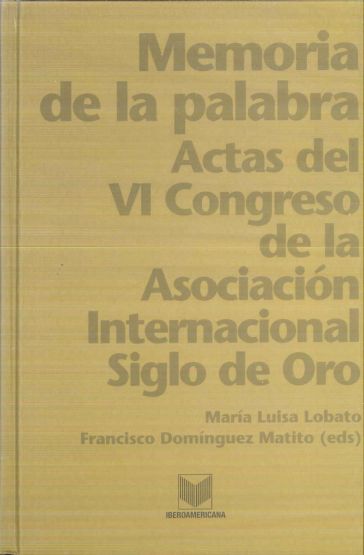 Memoria
de la palabra
Actas del
VI Congreso
de la
Asociación
Internacional
Siglo de Oro
María Luisa Lobato
Francisco Domínguez Matito (eds)
IBEROAMERICANA